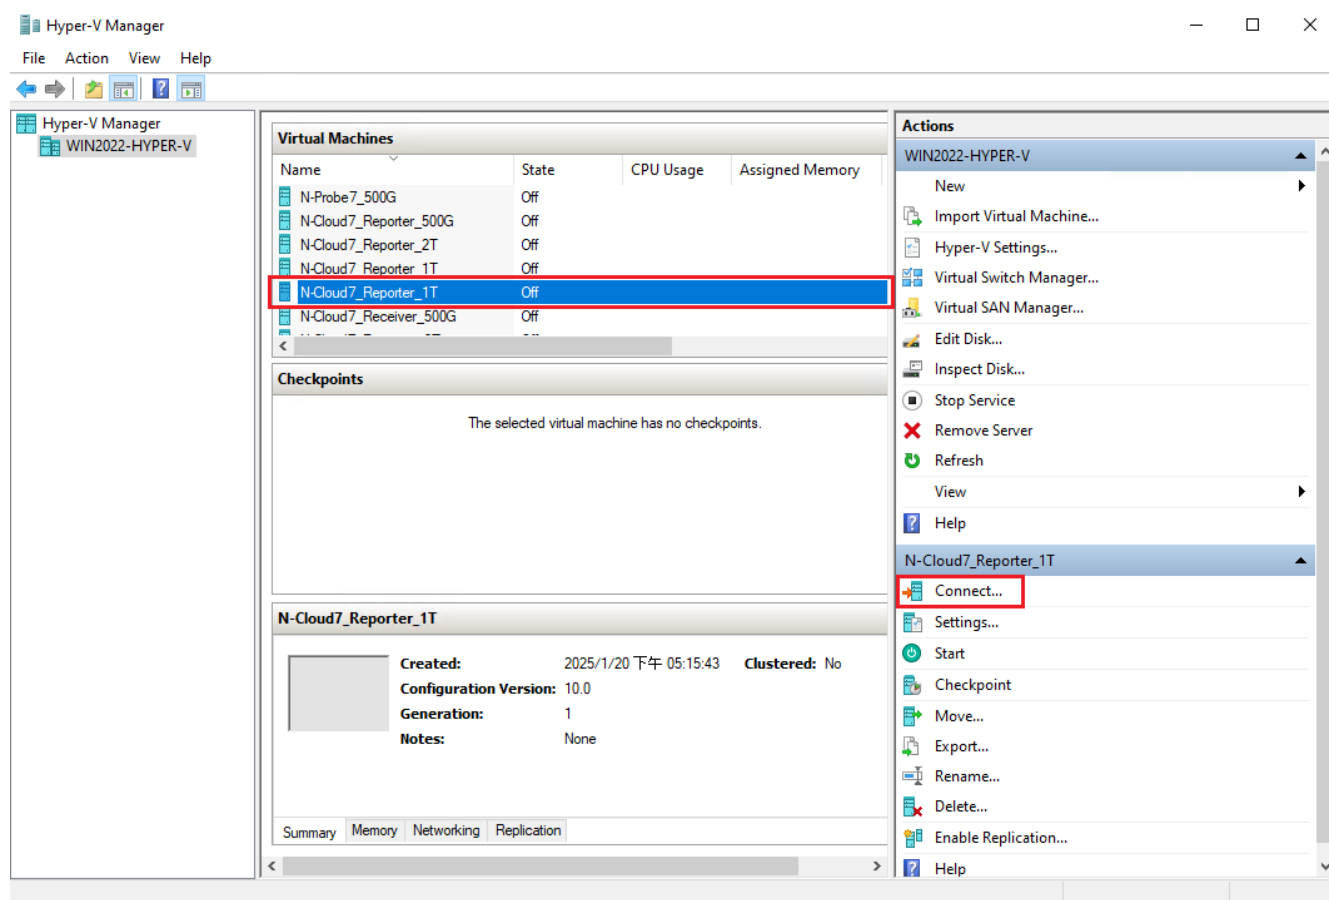 Hyper-V Manager
File Action View Help
Hyper-V Manager
WIN2022-HYPER-V
Virtual Machines
Name State CPU Usage Assigned Memory
N-Probe7_500G Off
N-Cloud7_Reporter_500G Off
N-Cloud7_Reporter_2T Off
N-Cloud7_Reporter_1T Off
N-Cloud7_Reporter_1T Off
N-Cloud7_Receiver_500G Off
Checkpoints
The selected virtual machine has no checkpoints.
N-Cloud7_Reporter_1T
Created: 2025/1/20 下午 05:15:43 Clustered: No
Configuration Version: 10.0
Generation: 1
Notes: None
Summary Memory Networking Replication
Actions
WIN2022-HYPER-V
New
Import Virtual Machine...
Hyper-V Settings...
Virtual Switch Manager...
Virtual SAN Manager...
Edit Disk...
Inspect Disk...
Stop Service
Remove Server
Refresh
View
Help
N-Cloud7_Reporter_1T
Connect...
Settings...
Start
Checkpoint
Move...
Export...
Rename...
Delete...
Enable Replication...
Help